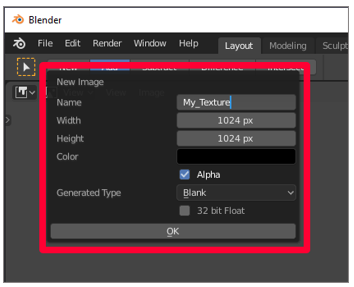 Blender
File Edit Render Window Help Layout Modeling Sculpt
New Image
Name My_Texture
Width 1024 px
Height 1024 px
Color
Alpha
Generated Type Blank
32 bit Float
OK